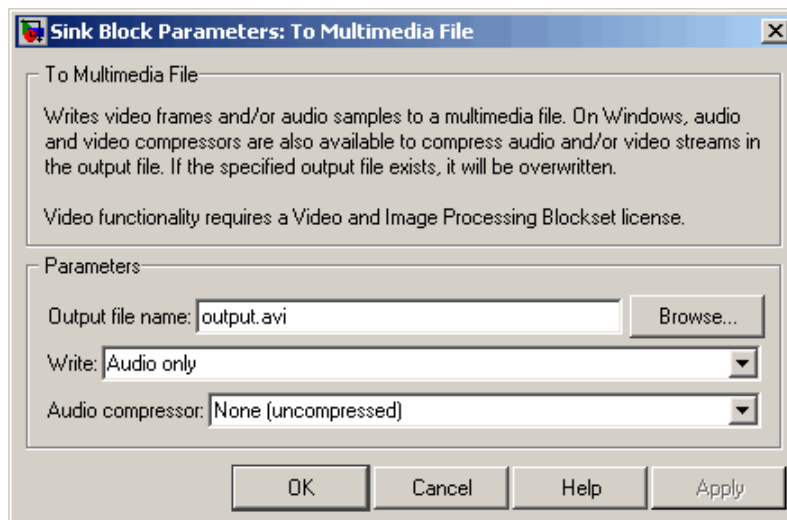 Sink Block Parameters: To Multimedia File
To Multimedia File
Writes video frames and/or audio samples to a multimedia file. On Windows, audio
and video compressors are also available to compress audio and/or video streams in
the output file. If the specified output file exists, it will be overwritten.
Video functionality requires a Video and Image Processing Blockset license.
Parameters
Output file name: output.avi Browse...
Write: Audio only
Audio compressor: None (uncompressed)
OK Cancel Help Apply